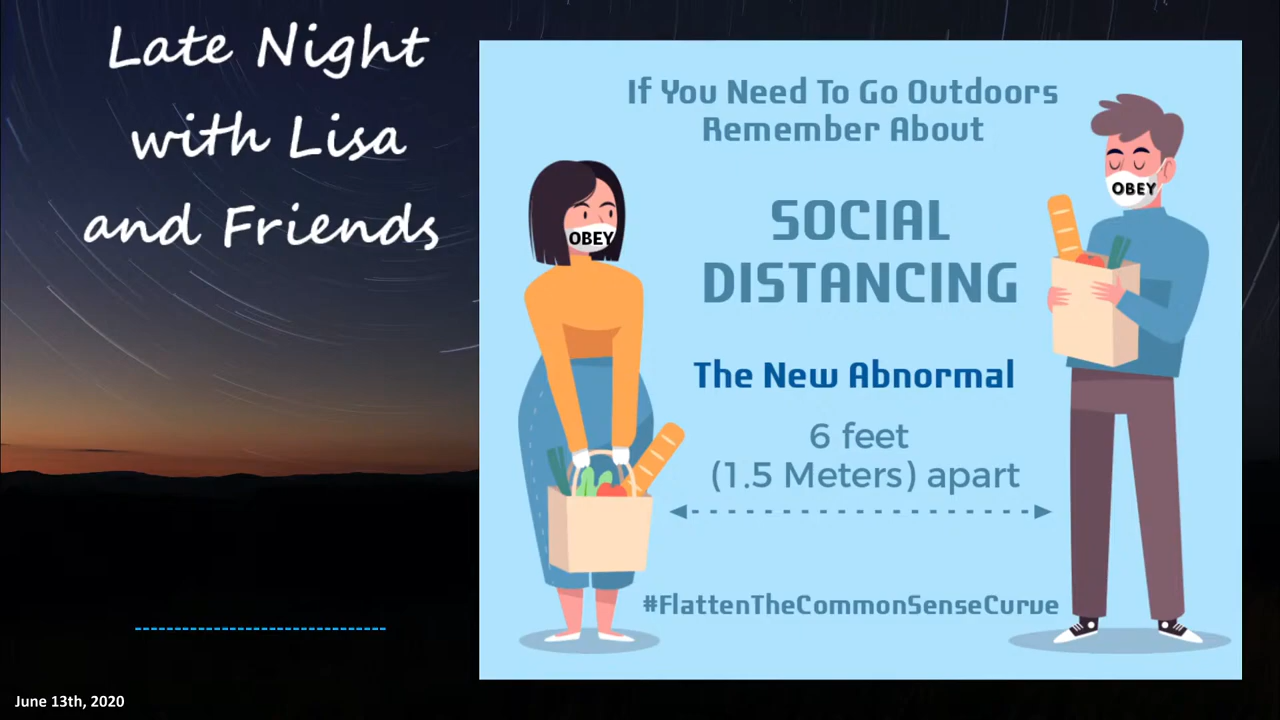 Late Night
with Lisa
and Friends
If You Need To Go Outdoors
Remember About
SOCIAL
DISTANCING
OBEY
OBEY
The New Abnormal
6 feet
(1.5 Meters) apart
#FlattenTheCommonSenseCurve
June 13th, 2020